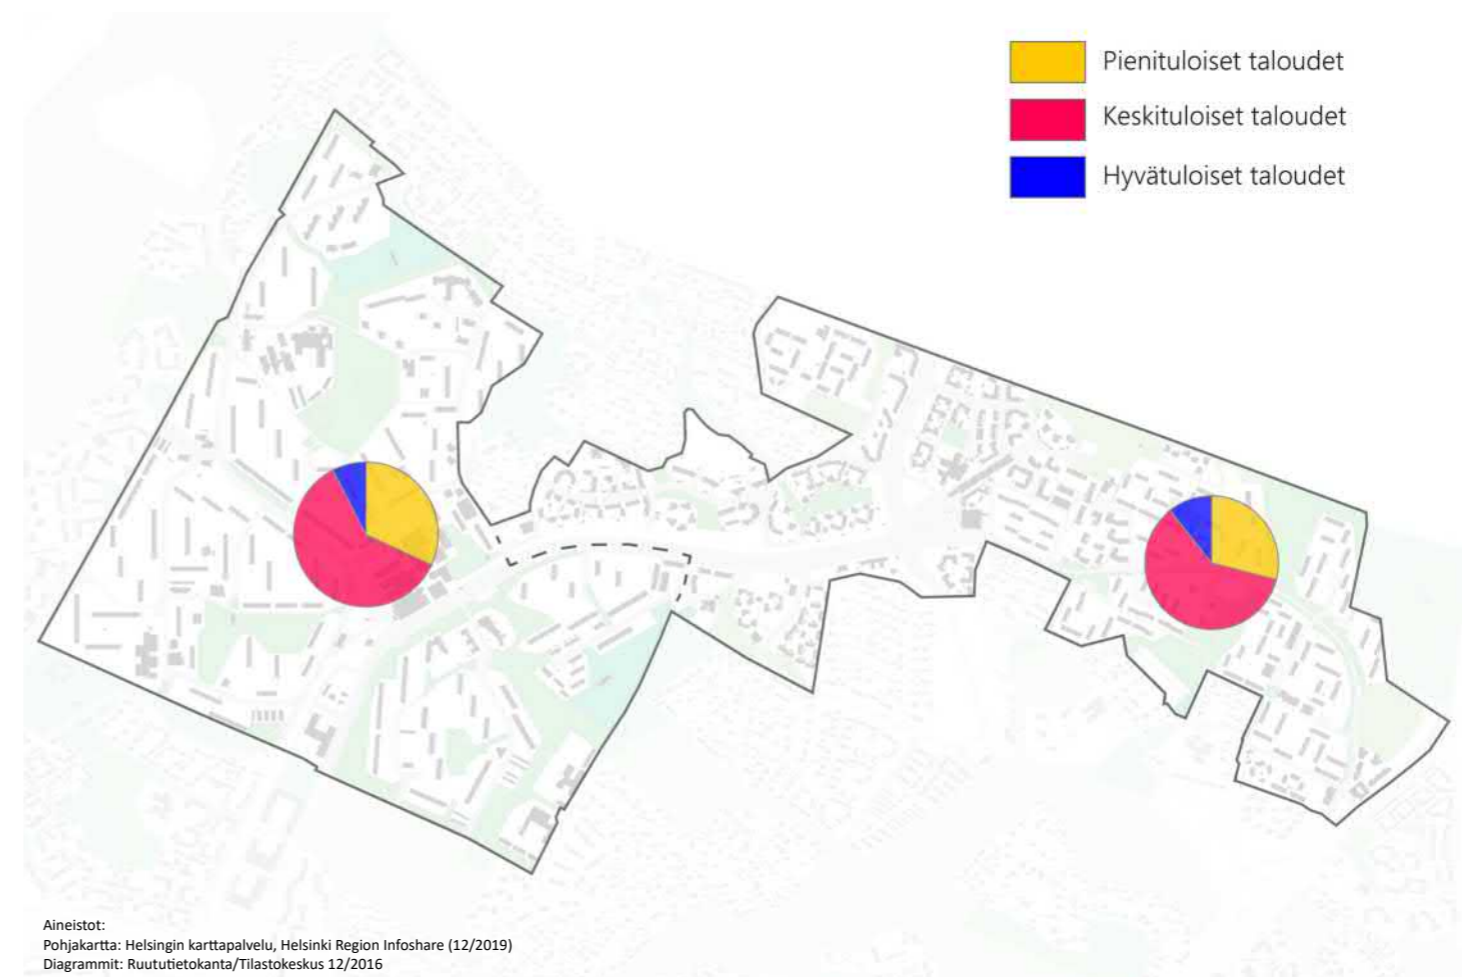 Pienituloiset taloudet
Keskituloiset taloudet
Hyvätuloiset taloudet
Aineistot:
Pohjakartta: Helsingin karttapalvelu, Helsinki Region Infoshare (12/2019)
Diagrammit: Ruututietokanta/Tilastokeskus 12/2016